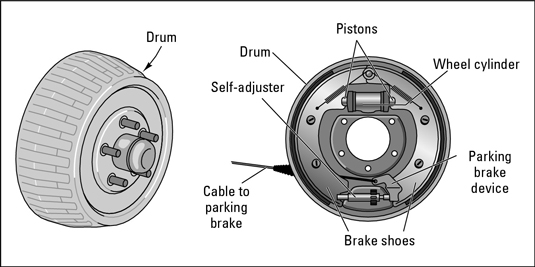 Drum
Pistons
Drum
Wheel cylinder
Self-adjuster
Cable to
parking
brake
Parking
brake
device
Brake shoes